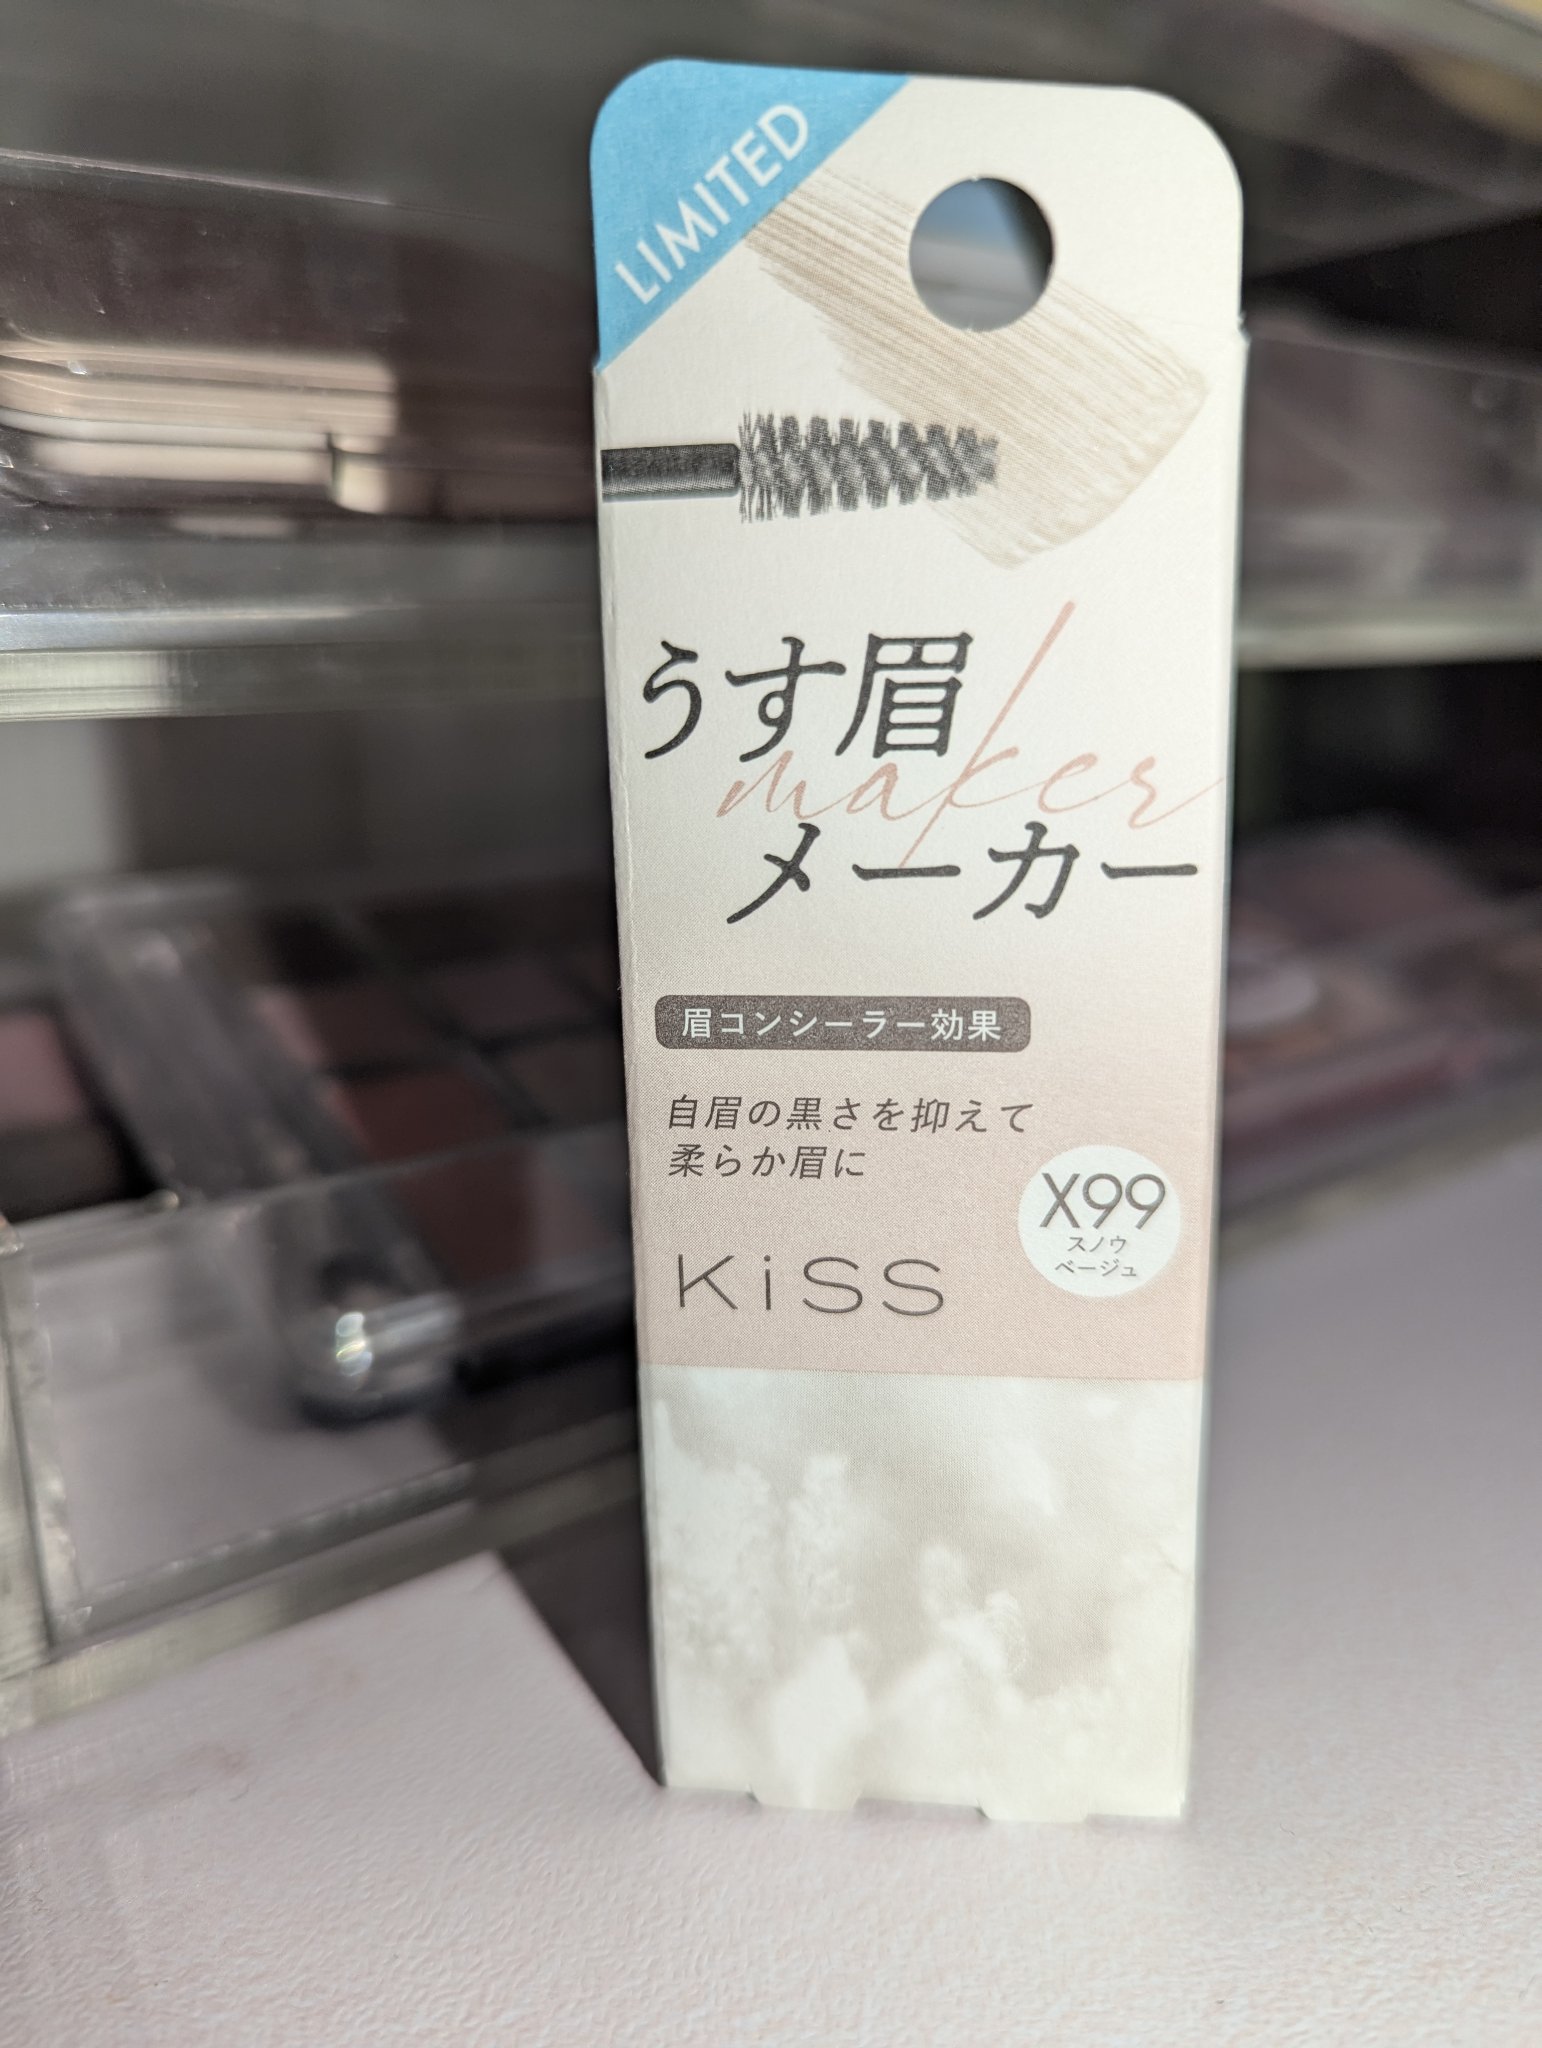 LIMITED
うす眉
maker
メーカー
眉コンシーラー効果
自眉の黒さを抑えて
柔らか眉に
X99
スノウ
ベージュ
KiSS